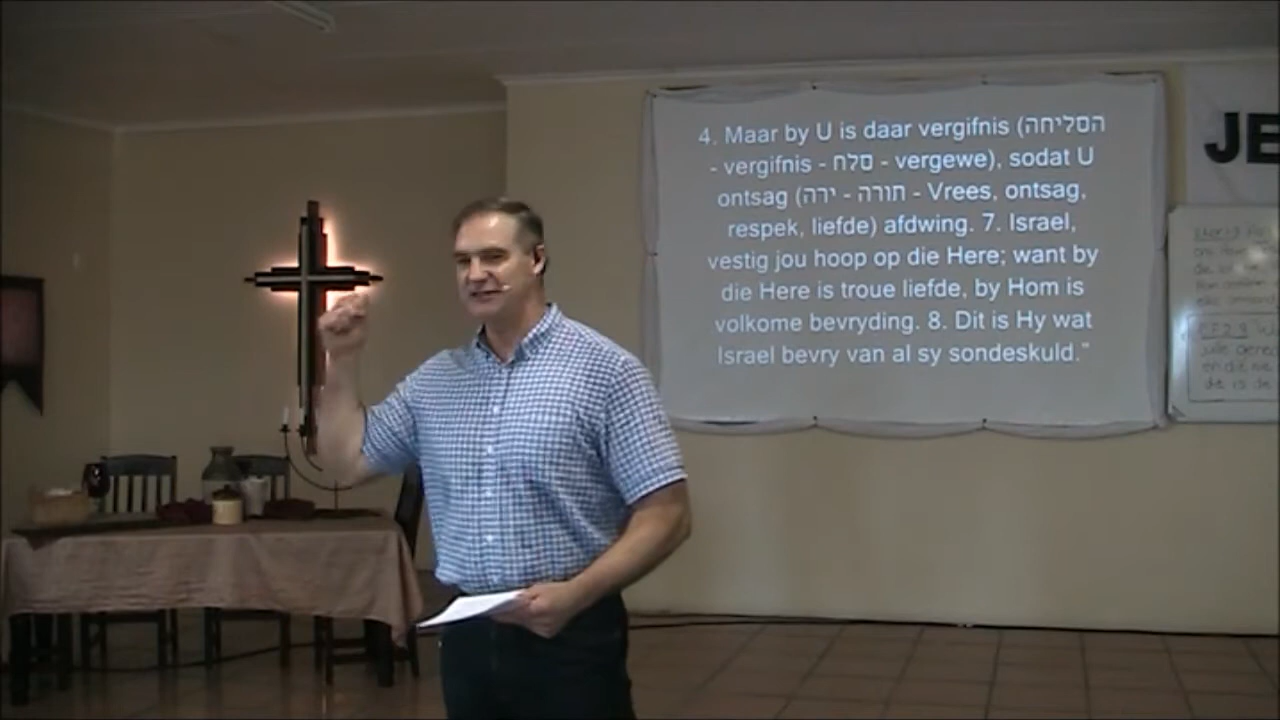 4. Maar by U is daar vergifnis (הסליחה
- vergifnis - סלח - vergewe), sodat U
ontsag (תורה - ירה - Vrees, ontsag,
respek, liefde) afdwing. 7. Israel,
vestig jou hoop op die Here; want by
die Here is troue liefde, by Hom is
volkome bevryding. 8. Dit is Hy wat
Israel bevry van al sy sondeskuld."
JE